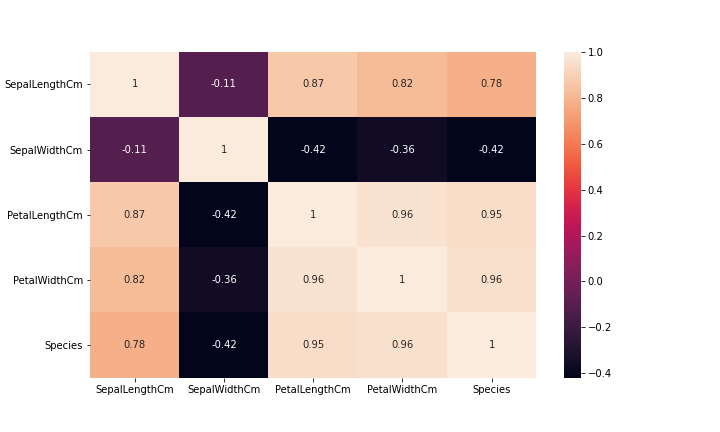 SepalLengthCm 1 -0.11 0.87 0.82 0.78
SepalWidthCm -0.11 1 -0.42 -0.36 -0.42
PetalLengthCm 0.87 -0.42 1 0.96 0.95
PetalWidthCm 0.82 -0.36 0.96 1 0.96
Species 0.78 -0.42 0.95 0.96 1
SepalLengthCm SepalWidthCm PetalLengthCm PetalWidthCm Species
1.0
0.8
0.6
0.4
0.2
0.0
−0.2
−0.4